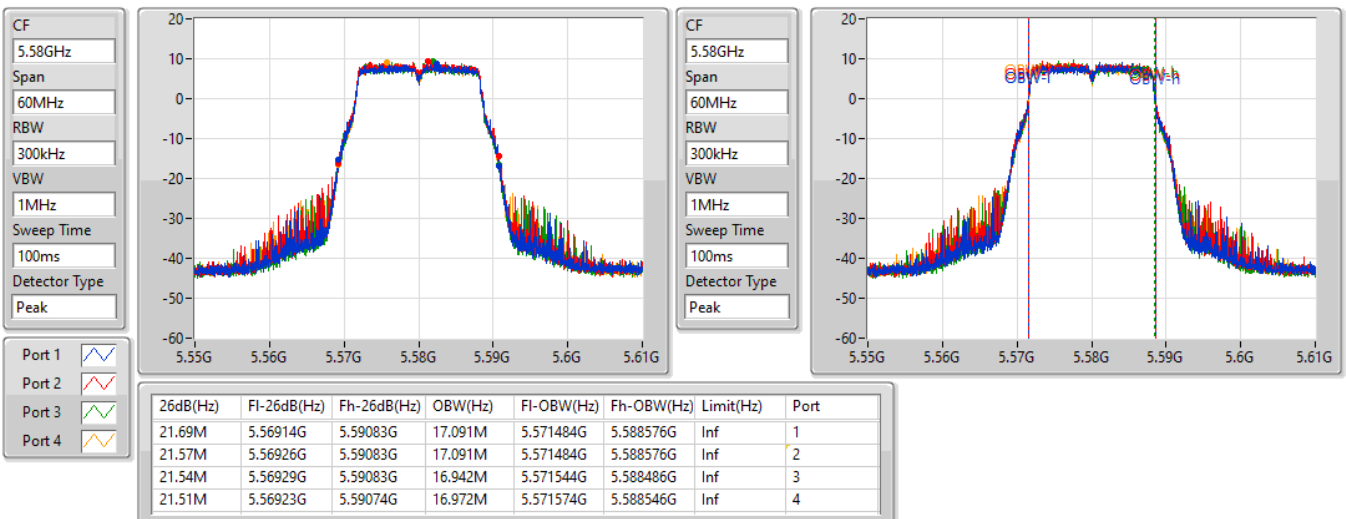 CF
5.58GHz
Span
60MHz
RBW
300kHz
VBW
1MHz
Sweep Time
100ms
Detector Type
Peak
20
10
0
-10
-20
-30
-40
-50
-60
5.55G 5.56G 5.57G 5.58G 5.59G 5.6G 5.61G
CF
5.58GHz
Span
60MHz
RBW
300kHz
VBW
1MHz
Sweep Time
100ms
Detector Type
Peak
20
10
0
-10
-20
-30
-40
-50
-60
OBW-l OBW-h
5.55G 5.56G 5.57G 5.58G 5.59G 5.6G 5.61G
Port 1
Port 2
Port 3
Port 4
26dB(Hz) Fl-26dB(Hz) Fh-26dB(Hz) OBW(Hz) Fl-OBW(Hz) Fh-OBW(Hz) Limit(Hz) Port
21.69M 5.56914G 5.59083G 17.091M 5.571484G 5.588576G Inf 1
21.57M 5.56926G 5.59083G 17.091M 5.571484G 5.588576G Inf 2
21.54M 5.56929G 5.59083G 16.942M 5.571544G 5.588486G Inf 3
21.51M 5.56923G 5.59074G 16.972M 5.571574G 5.588546G Inf 4